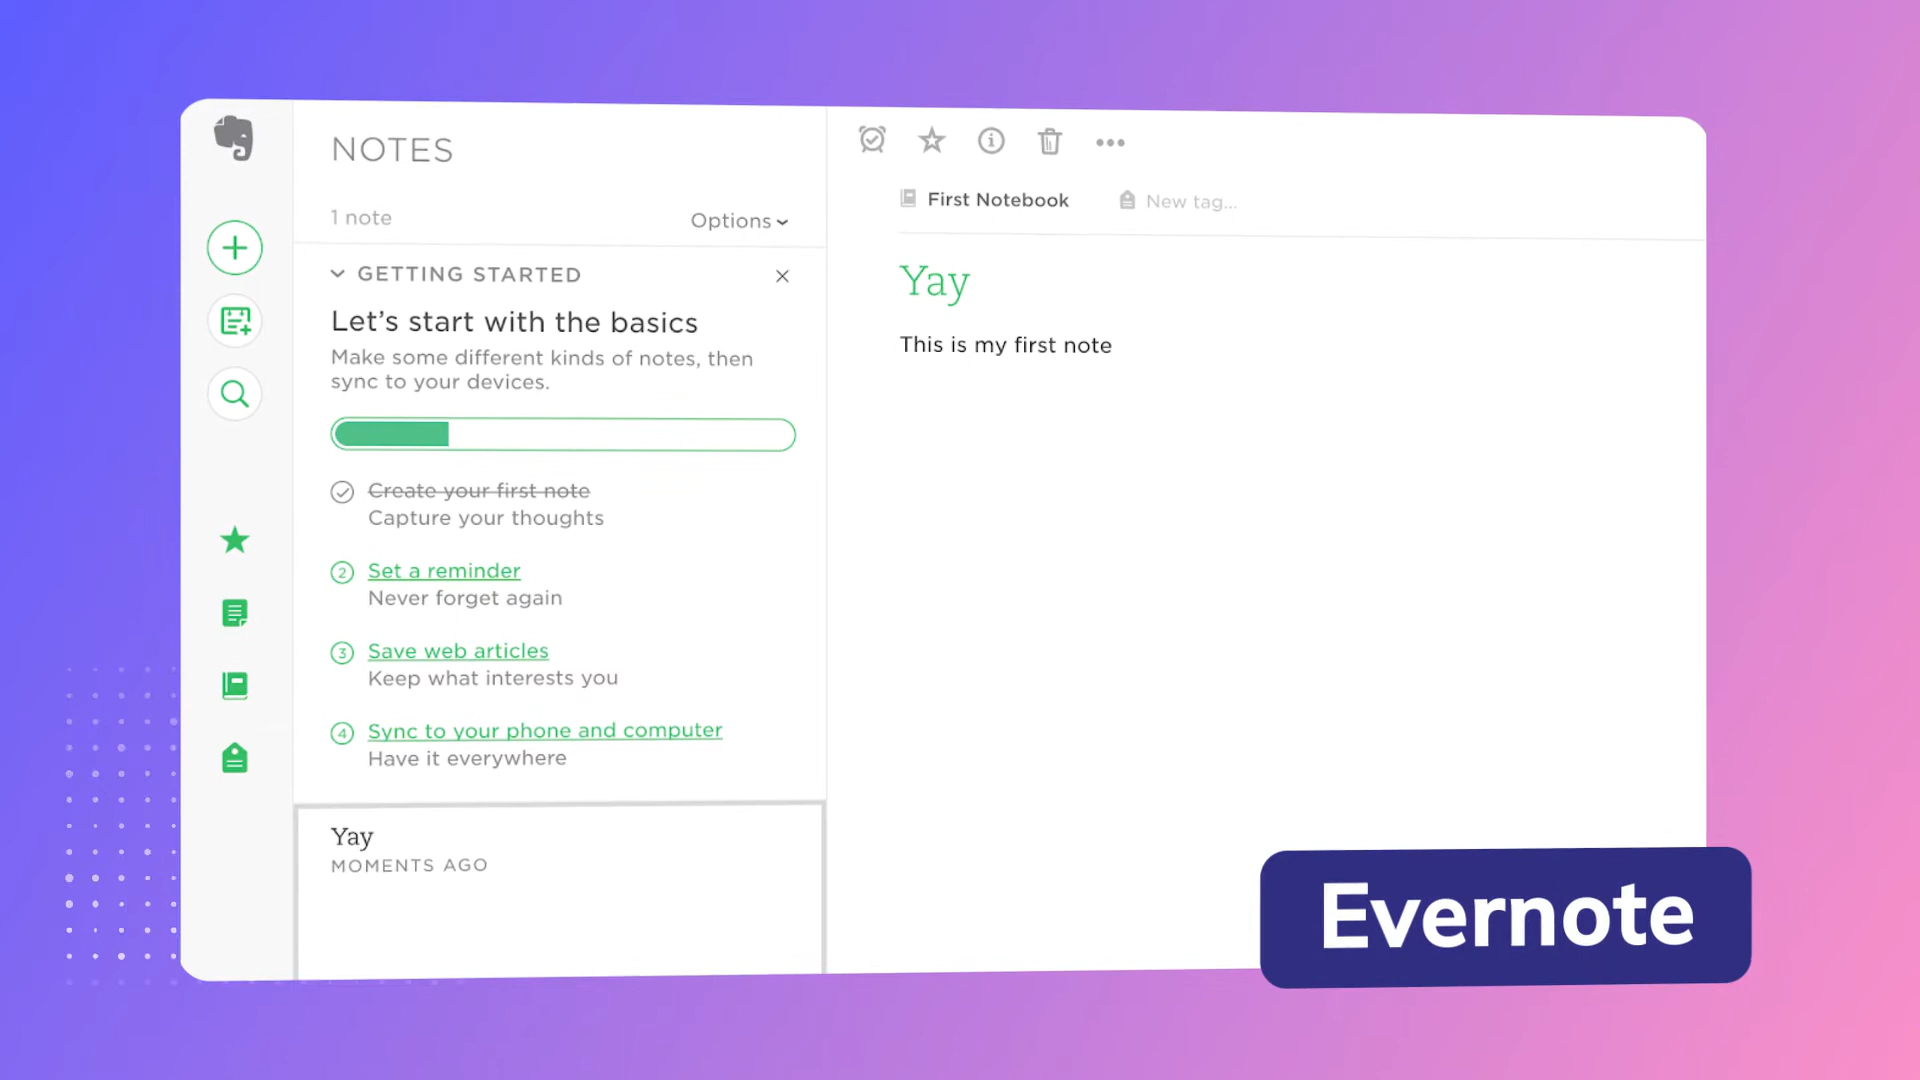 NOTES
1 note
Options
GETTING STARTED
Let’s start with the basics
Make some different kinds of notes, then
sync to your devices.
Create your first note
Capture your thoughts
2 Set a reminder
Never forget again
3 Save web articles
Keep what interests you
4 Sync to your phone and computer
Have it everywhere
Yay
MOMENTS AGO
First Notebook
New tag...
Yay
This is my first note
Evernote